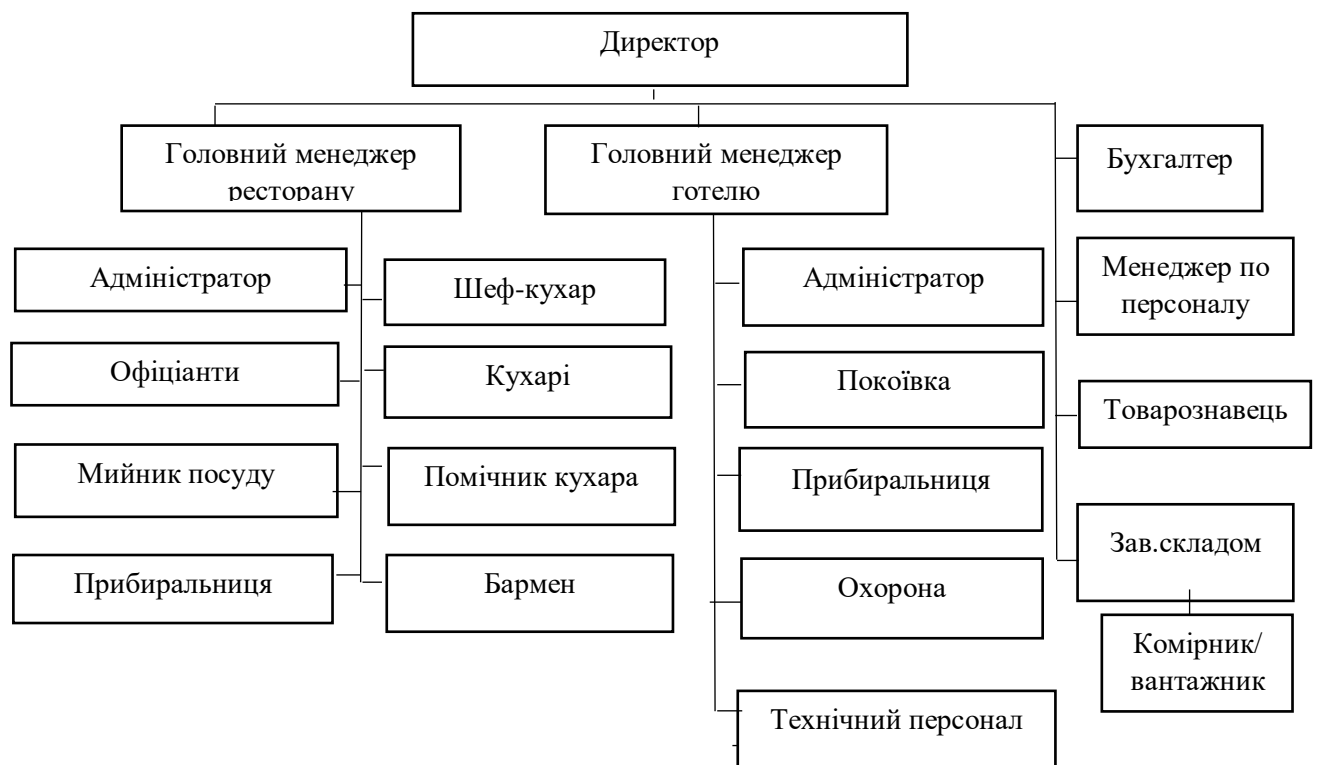 Директор
Головний менеджер
ресторану
Головний менеджер
готелю
Бухгалтер
Адміністратор
Шеф-кухар
Адміністратор
Менеджер по
персоналу
Офіціанти
Кухарі
Покоївка
Товарознавець
Мийник посуду
Помічник кухара
Прибиральниця
Зав.складом
Прибиральниця
Бармен
Охорона
Комірник/
вантажник
Технічний персонал